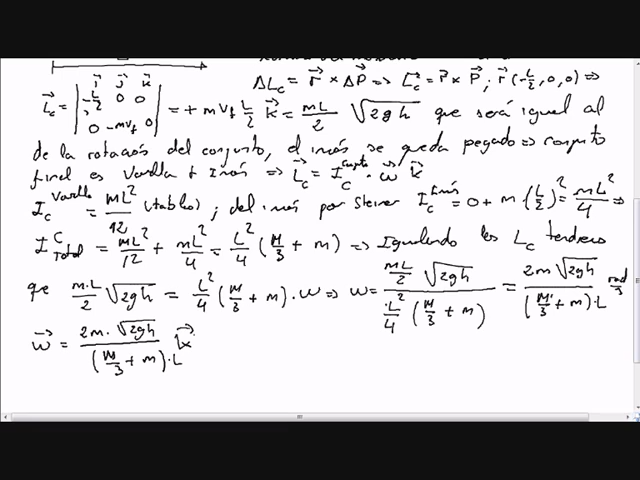 ΔL_C = r⃗ × ΔP⃗ ⇒ L⃗_C = r⃗ × P⃗ ; r⃗ (-L/2, 0, 0) ⇒
L⃗_C = | i⃗ j⃗ k⃗ ; -L/2 0 0 ; 0 -mv_f 0 | = + m v_f L/2 k⃗ = mL/2 √2gh que será igual al
de la rotación del conjunto, el imán se queda pegado ⇒ conjunto
final es Varilla + Imán ⇒ L⃗_C = I_C^conjunto · ω⃗ k⃗
I_C^Varilla = ML²/12 (tablas) ; del imán por Steiner I_C^Imán = 0 + m (L/2)² = mL²/4 ⇒
I^C_Total = ML²/12 + mL²/4 = L²/4 (M/3 + m) ⇒ Igualando los L_C tendremos
que m·L/2 √2gh = L²/4 (M/3 + m) · ω ⇒ ω = (mL/2 √2gh) / (L²/4 (M/3 + m)) = 2m √2gh / ((M/3 + m) · L) rad/s
ω⃗ = 2m · √2gh / ((M/3 + m) · L) k⃗